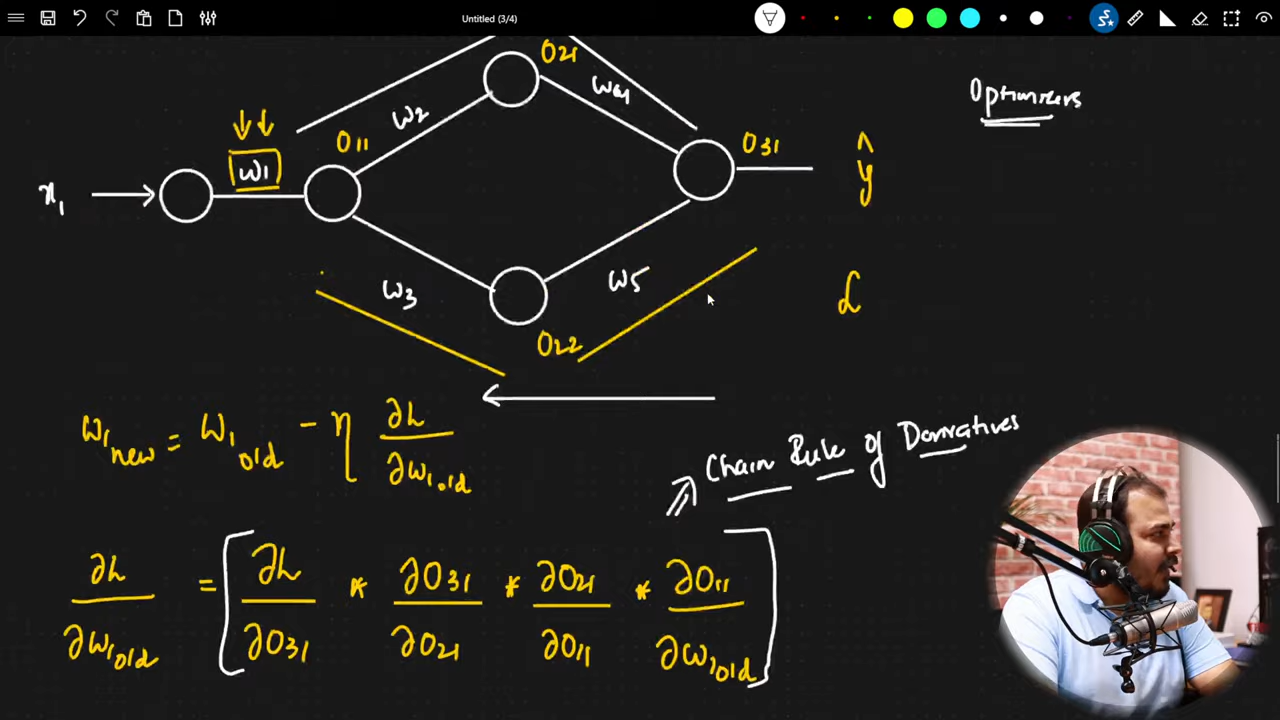 Untitled (3/4)
Optimizers
O21
W2
W4
O11
O31
W1
ŷ
x1
W3
W5
L
O22
W1new = W1old - η ∂L/∂W1old
Chain Rule of Derivatives
∂L/∂W1old = [∂L/∂O31 * ∂O31/∂O21 * ∂O21/∂O11 * ∂O11/∂W1old]